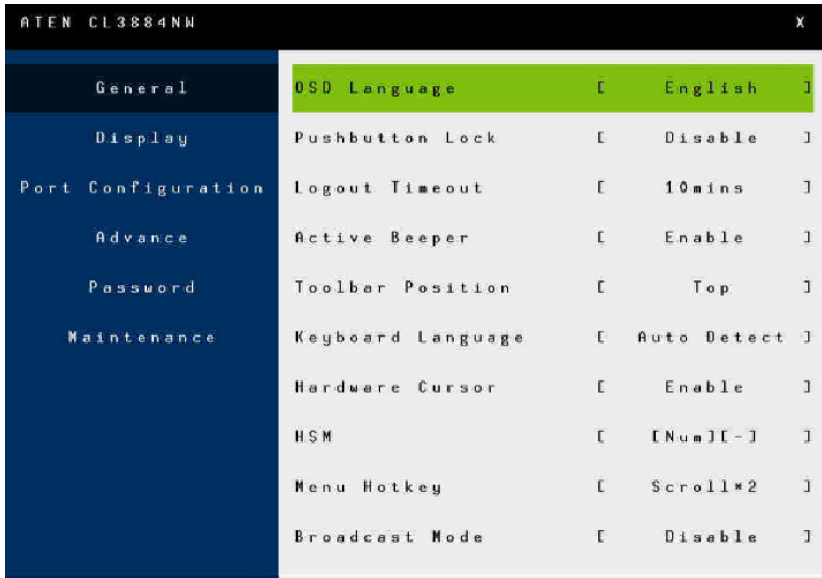 ATEN CL3884NW X
General
Display
Port Configuration
Advance
Password
Maintenance
OSD Language [ English ]
Pushbutton Lock [ Disable ]
Logout Timeout [ 10mins ]
Active Beeper [ Enable ]
Toolbar Position [ Top ]
Keyboard Language [ Auto Detect ]
Hardware Cursor [ Enable ]
HSM [ [Num][-] ]
Menu Hotkey [ Scroll*2 ]
Broadcast Mode [ Disable ]